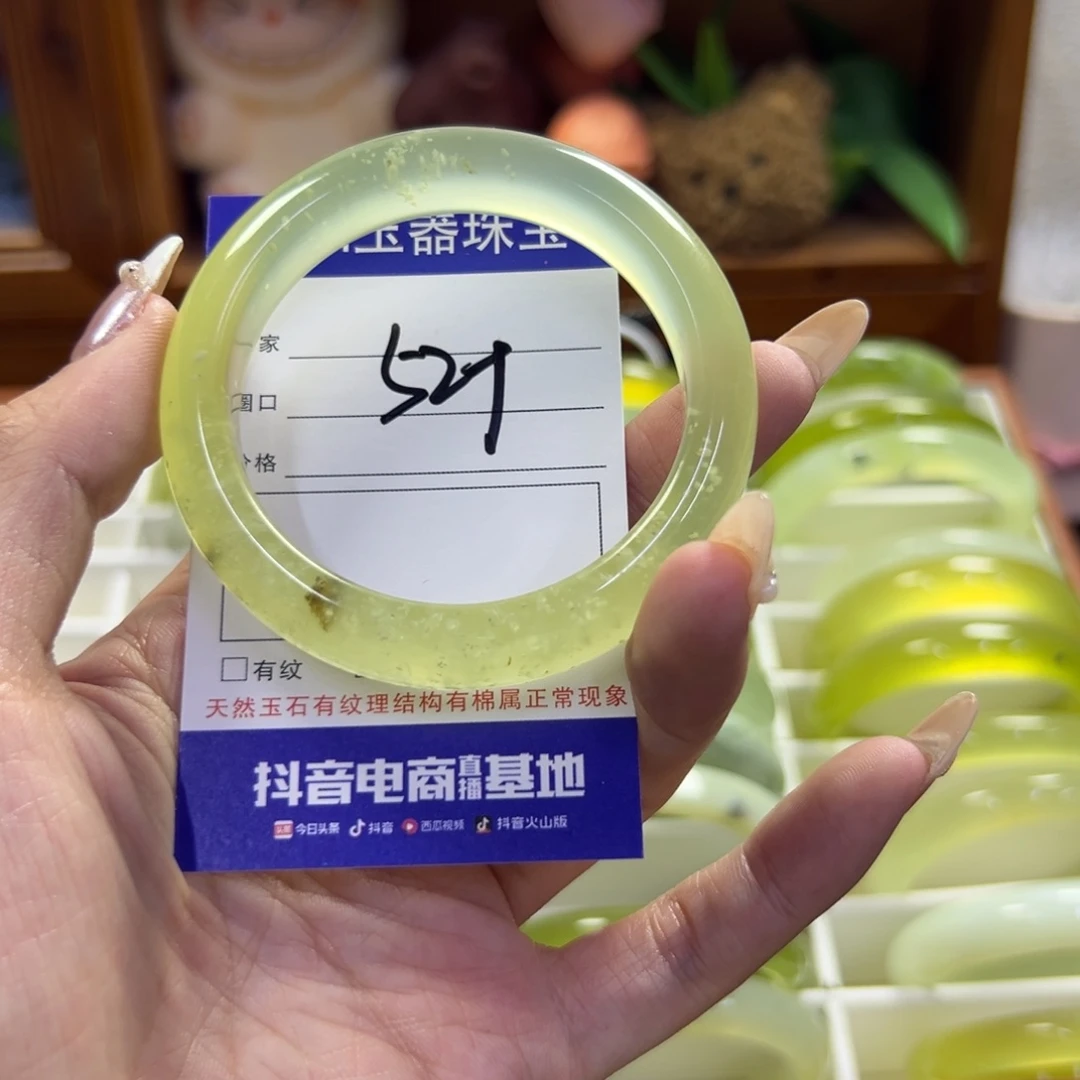 玉器珠宝
家
圈口
格
521
有纹
天然玉石有纹理结构有棉属正常现象
抖音电商直播基地
今日头条 抖音 西瓜视频 抖音火山版